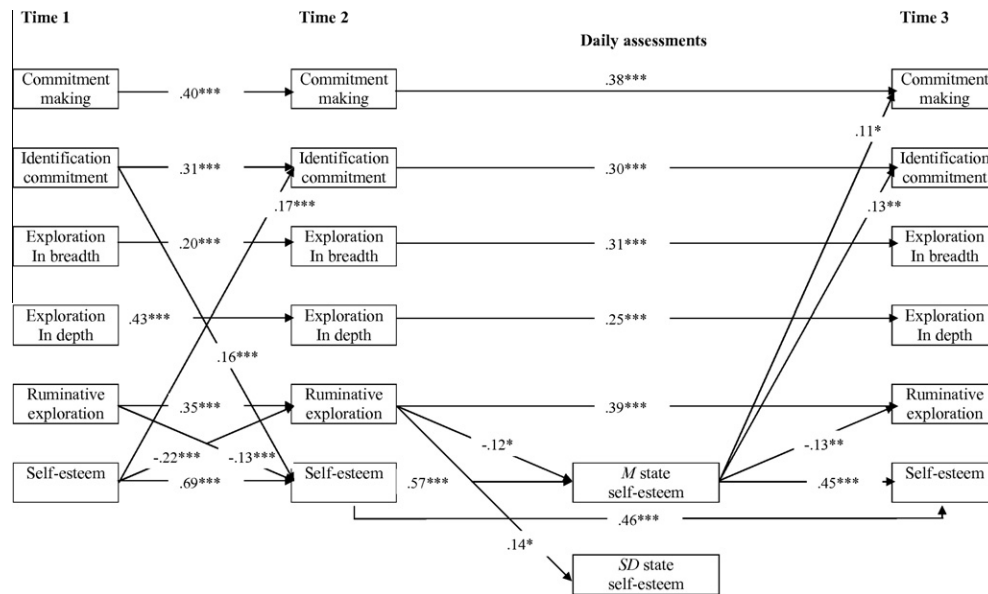 Time 1
Time 2
Time 3
Daily assessments
Commitment
making
.40***
Commitment
making
.38***
Commitment
making
.11*
Identification
commitment
.31***
Identification
commitment
.30***
Identification
commitment
.17***
.13**
Exploration
In breadth
.20***
Exploration
In breadth
.31***
Exploration
In breadth
Exploration
In depth
.43***
Exploration
In depth
.25***
Exploration
In depth
.16***
Ruminative
exploration
.35***
Ruminative
exploration
.39***
Ruminative
exploration
-.22***
-.13***
-.12*
-.13**
Self-esteem
.69***
Self-esteem
.57***
M state
self-esteem
.45***
Self-esteem
.46***
.14*
SD state
self-esteem